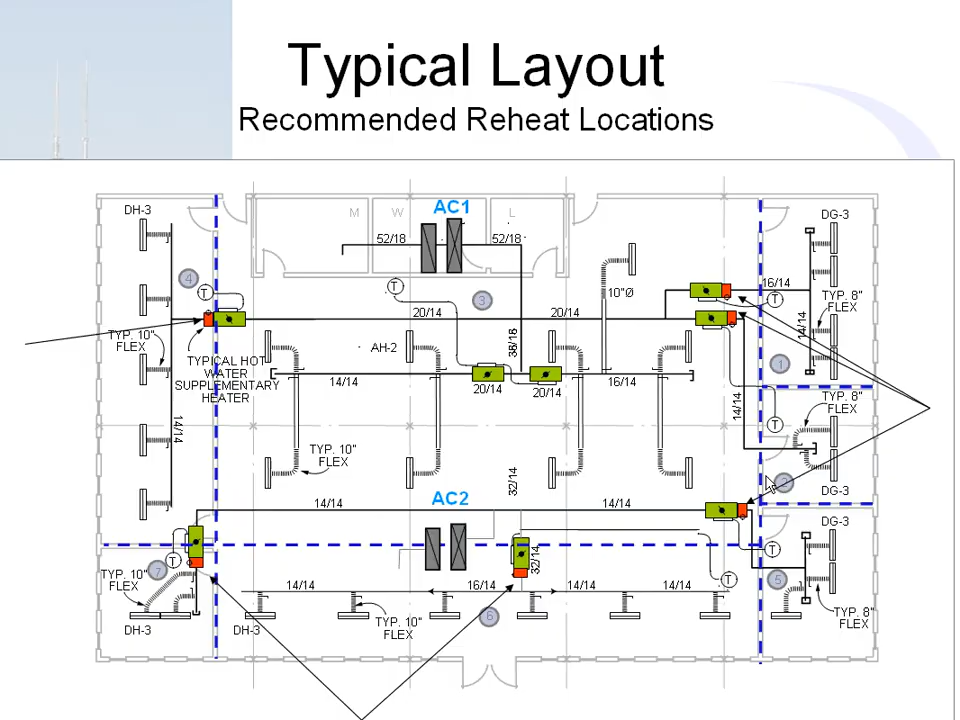 Typical Layout
Recommended Reheat Locations
DH-3
M
W
AC1
L
DG-3
52/18
52/18
4
T
T
3
10"Ø
16/14
T
TYP. 8"
FLEX
20/14
20/14
14/14
TYP. 10"
FLEX
AH-2
38/18
TYPICAL HOT
WATER
SUPPLEMENTARY
HEATER
14/14
20/14
20/14
16/14
1
14/14
14/14
TYP. 8"
FLEX
T
TYP. 10"
FLEX
2
DG-3
32/14
14/14
AC2
14/14
DG-3
T
32/14
T
TYP. 10"
FLEX
7
14/14
16/14
14/14
14/14
T
5
TYP. 8"
FLEX
6
DH-3
DH-3
TYP. 10"
FLEX